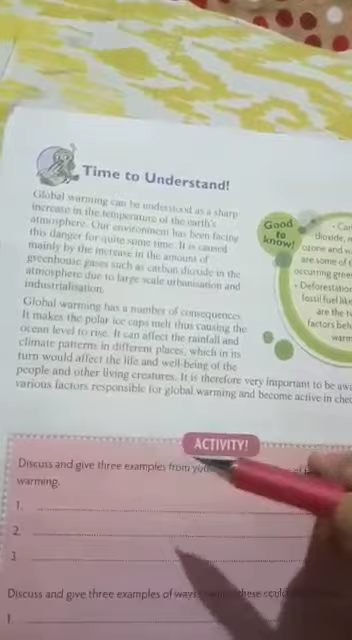 Time to Understand!
Global warming can be understood as a sharp
increase in the temperature of the earth's
atmosphere. Our environment has been facing
this danger for quite some time. It is caused
mainly by the increase in the amount of
greenhouse gases such as carbon dioxide in the
atmosphere due to large scale urbanisation and
industrialisation.
Global warming has a number of consequences.
It makes the polar ice caps melt thus causing the
ocean level to rise. It can affect the rainfall and
climate patterns in different places, which in its
turn would affect the life and well-being of the
people and other living creatures. It is therefore very important to be
various factors responsible for global warming and become active in
Good
to
know!
dioxide,
ozone and
are some of
occurring
• Deforestation
fossil fuel
are the
factors
ACTIVITY!
Discuss and give three examples from
warming.
1.
2.
3.
Discuss and give three examples of ways these could
1.